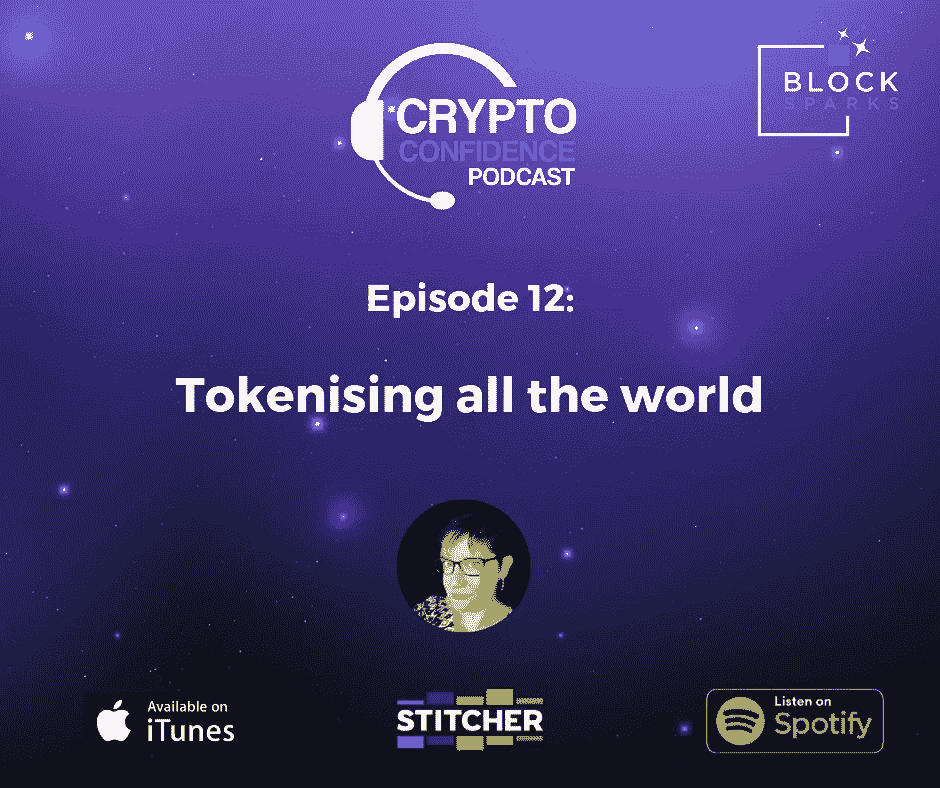 CRYPTO
CONFIDENCE
PODCAST
BLOCK
SPARKS
Episode 12:
Tokenising all the world
Available on
iTunes
STITCHER
Listen on
Spotify